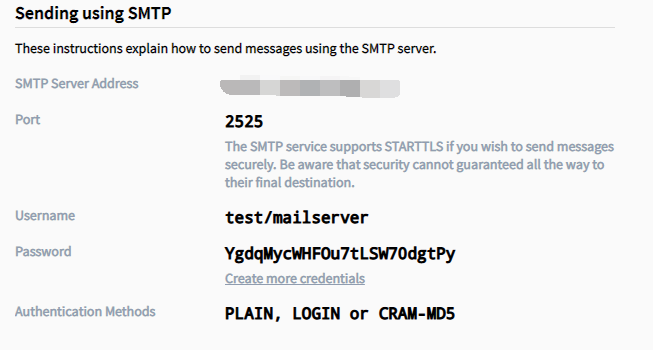 Sending using SMTP
These instructions explain how to send messages using the SMTP server.
SMTP Server Address
Port
2525
The SMTP service supports STARTTLS if you wish to send messages
securely. Be aware that security cannot guaranteed all the way to
their final destination.
Username
test/mailserver
Password
YgdqMycWHFOu7tLSW70dgtPy
Create more credentials
Authentication Methods
PLAIN, LOGIN or CRAM-MD5